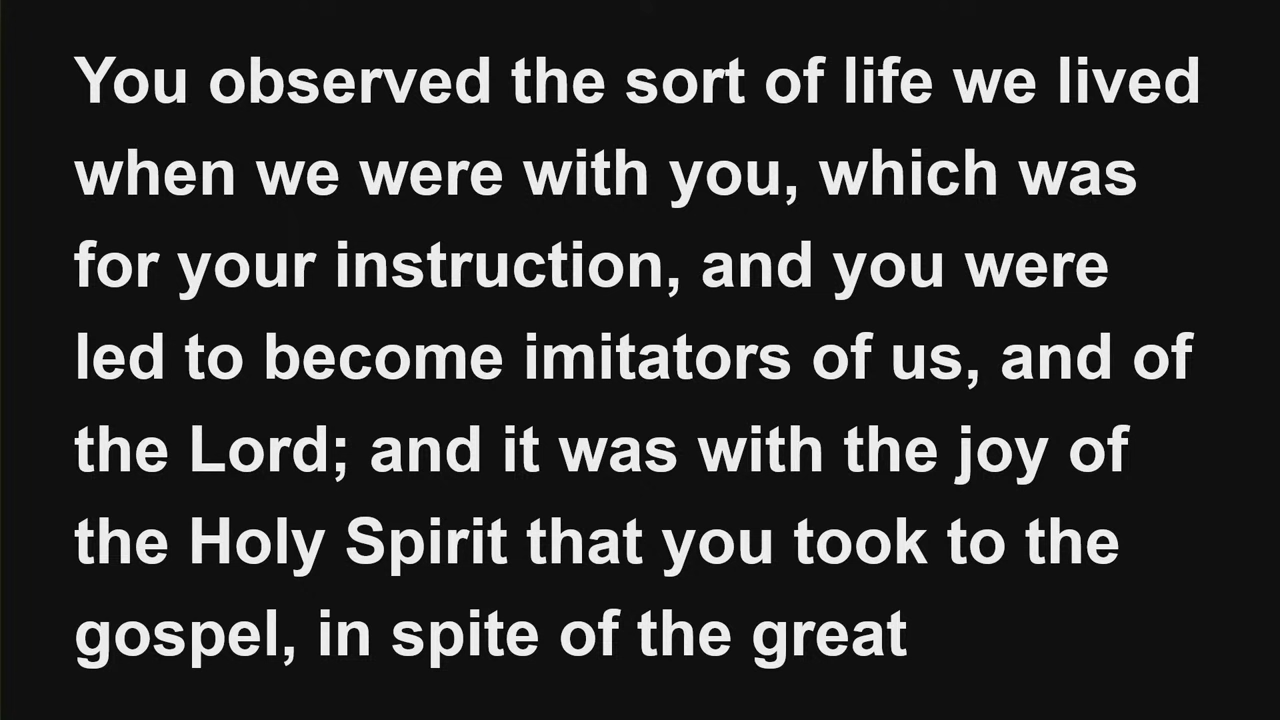 You observed the sort of life we lived
when we were with you, which was
for your instruction, and you were
led to become imitators of us, and of
the Lord; and it was with the joy of
the Holy Spirit that you took to the
gospel, in spite of the great